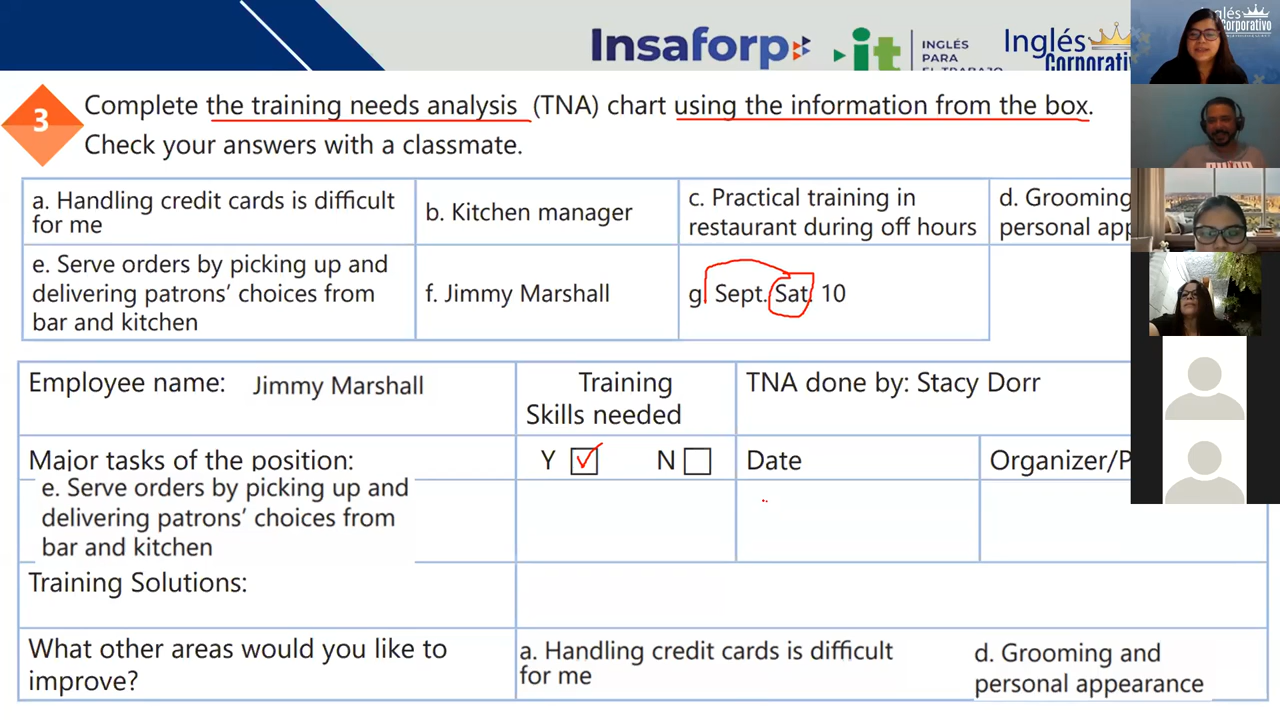 Insaforp
it
INGLÉS
PARA
EL TRABAJO
Inglés
Corporativo
3
Complete the training needs analysis (TNA) chart using the information from the box.
Check your answers with a classmate.
a. Handling credit cards is difficult
for me
b. Kitchen manager
c. Practical training in
restaurant during off hours
d. Grooming
personal app
e. Serve orders by picking up and
delivering patrons’ choices from
bar and kitchen
f. Jimmy Marshall
g. Sept. Sat. 10
Employee name: Jimmy Marshall
Training
Skills needed
TNA done by: Stacy Dorr
Major tasks of the position:
Y
N
Date
Organizer/P
e. Serve orders by picking up and
delivering patrons’ choices from
bar and kitchen
Training Solutions:
What other areas would you like to
improve?
a. Handling credit cards is difficult
for me
d. Grooming and
personal appearance